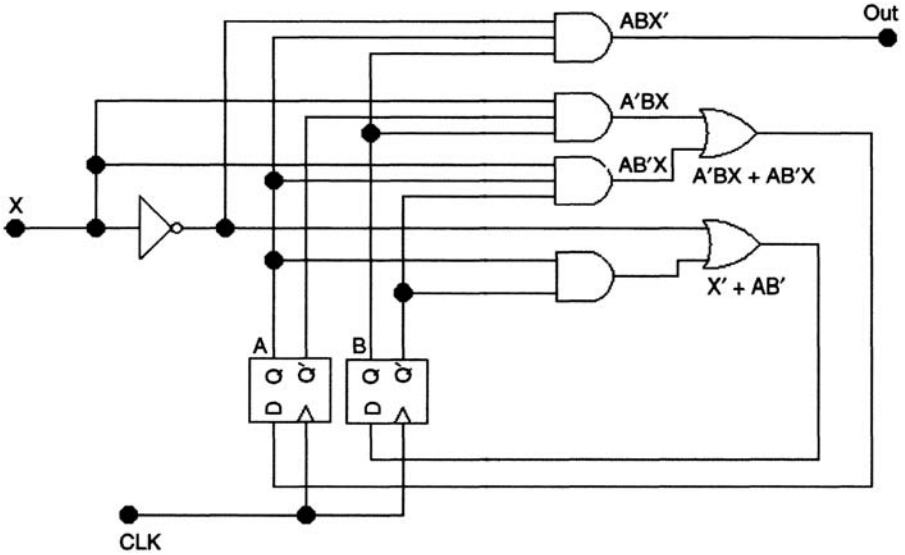 ABX′
Out
A′BX
AB′X
A′BX + AB′X
X
X′ + AB′
A
B
Q
Q`
Q
Q`
D
D
CLK